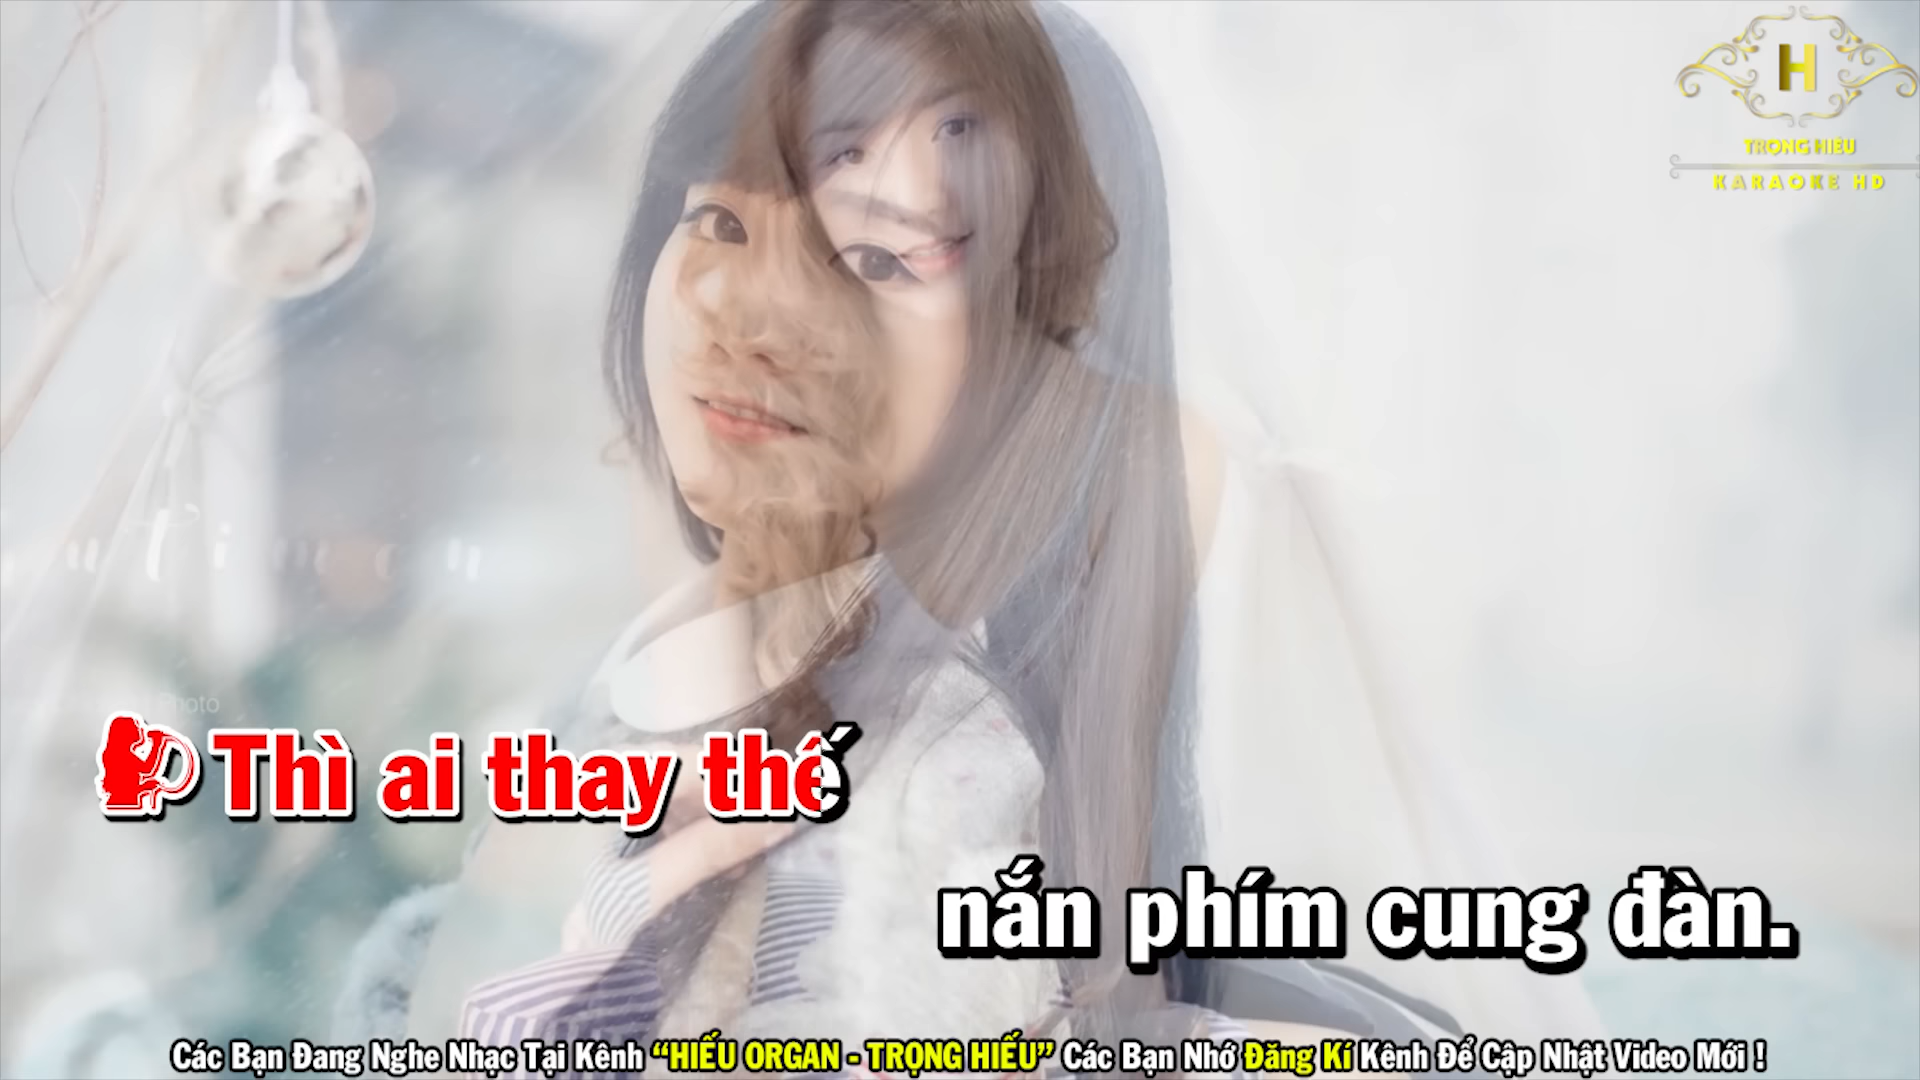 H
TRỌNG HIẾU
KARAOKE HD
Photo
Thì ai thay thế
nắn phím cung đàn.
Các Bạn Đang Nghe Nhạc Tại Kênh “HIẾU ORGAN - TRỌNG HIẾU” Các Bạn Nhớ Đăng Kí Kênh Để Cập Nhật Video Mới !